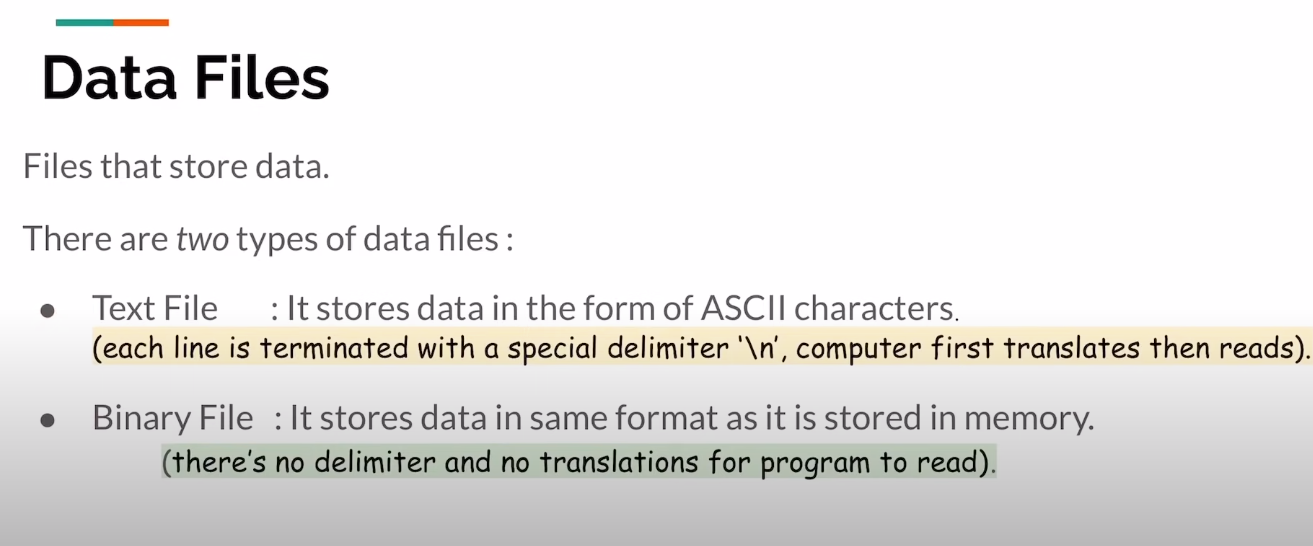 Data Files
Files that store data.
There are two types of data files :
● Text File : It stores data in the form of ASCII characters.
(each line is terminated with a special delimiter '\n', computer first translates then reads).
● Binary File : It stores data in same format as it is stored in memory.
(there's no delimiter and no translations for program to read).